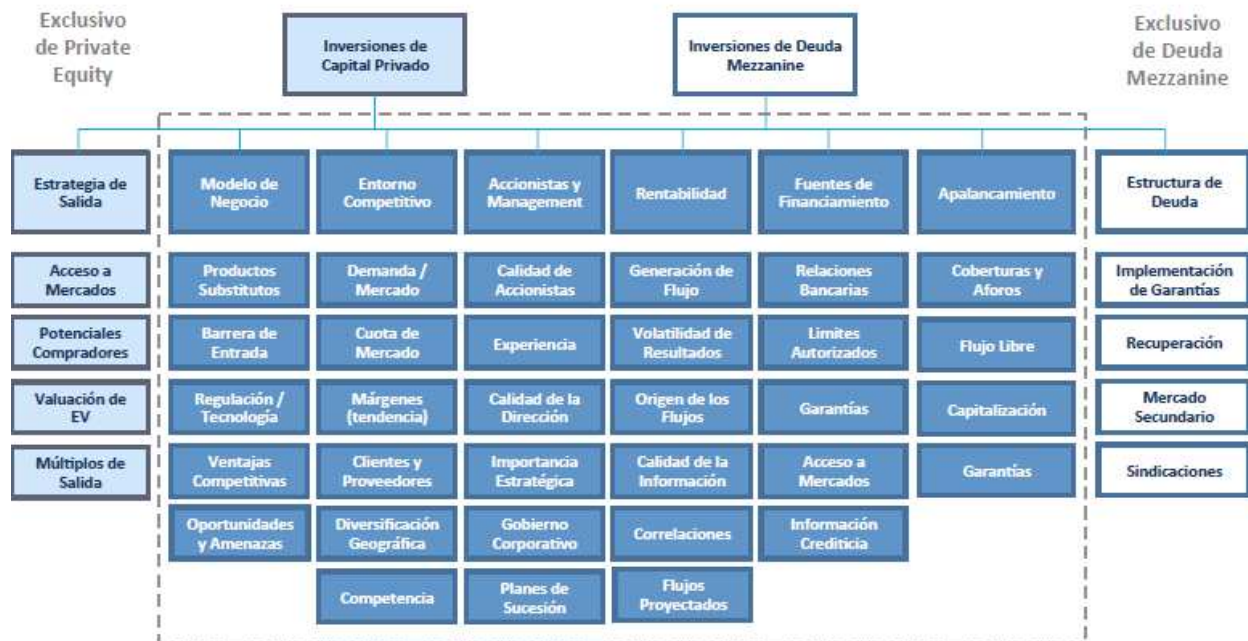 Exclusivo
de Private
Equity
Inversiones de
Capital Privado
Inversiones de Deuda
Mezzanine
Exclusivo
de Deuda
Mezzanine
Estrategia de
Salida
Modelo de
Negocio
Entorno
Competitivo
Accionistas y
Management
Rentabilidad
Fuentes de
Financiamiento
Apalancamiento
Estructura de
Deuda
Acceso a
Mercados
Productos
Substitutos
Demanda /
Mercado
Calidad de
Accionistas
Generación de
Flujo
Relaciones
Bancarias
Coberturas y
Aforos
Implementación
de Garantías
Potenciales
Compradores
Barrera de
Entrada
Cuota de
Mercado
Experiencia
Volatilidad de
Resultados
Limites
Autorizados
Flujo Libre
Recuperación
Valuación de
EV
Regulación /
Tecnología
Márgenes
(tendencia)
Calidad de la
Dirección
Origen de los
Flujos
Garantías
Capitalización
Mercado
Secundario
Múltiplos de
Salida
Ventajas
Competitivas
Clientes y
Proveedores
Importancia
Estratégica
Calidad de la
Información
Acceso a
Mercados
Garantías
Sindicaciones
Oportunidades
y Amenazas
Diversificación
Geográfica
Gobierno
Corporativo
Correlaciones
Información
Crediticia
Competencia
Planes de
Sucesión
Flujos
Proyectados